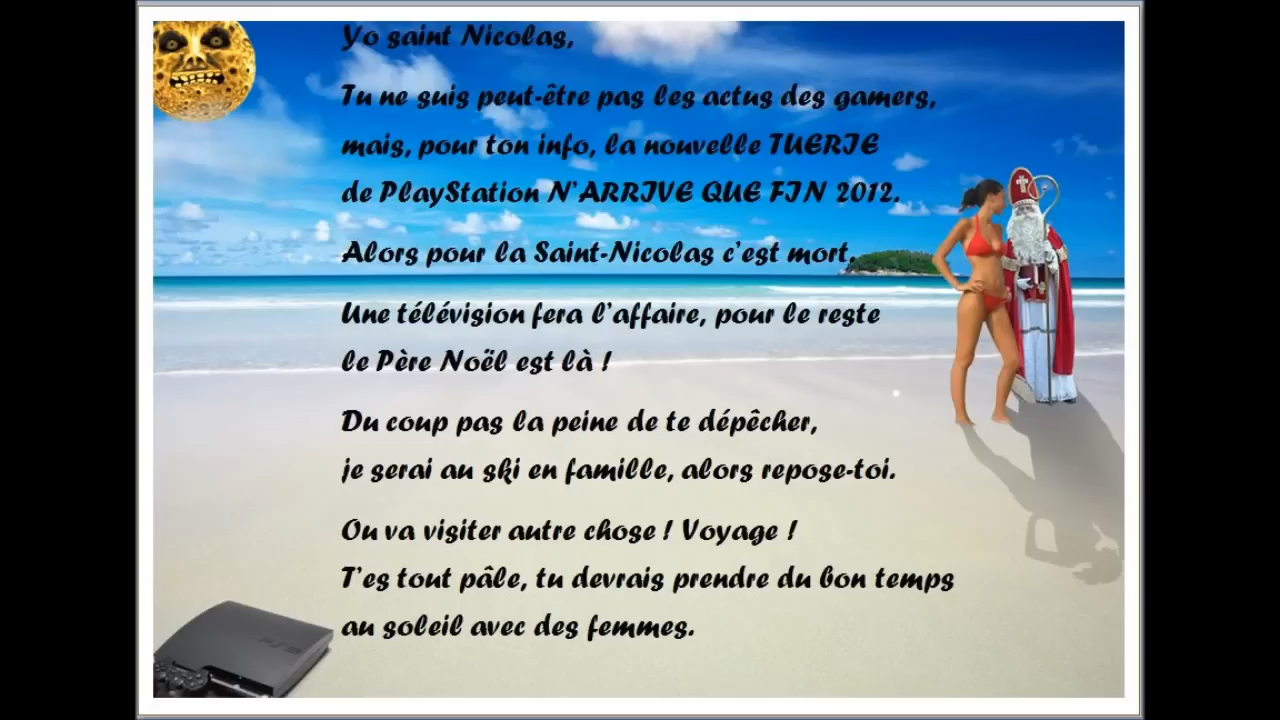 Yo saint Nicolas,
Tu ne suis peut-être pas les actus des gamers,
mais, pour ton info, la nouvelle TUERIE
de PlayStation N'ARRIVE QUE FIN 2012.
Alors pour la Saint-Nicolas c'est mort.
Une télévision fera l'affaire, pour le reste
le Père Noël est là !
Du coup pas la peine de te dépêcher,
je serai au ski en famille, alors repose-toi.
Ou va visiter autre chose ! Voyage !
T'es tout pâle, tu devrais prendre du bon temps
au soleil avec des femmes.
PS3